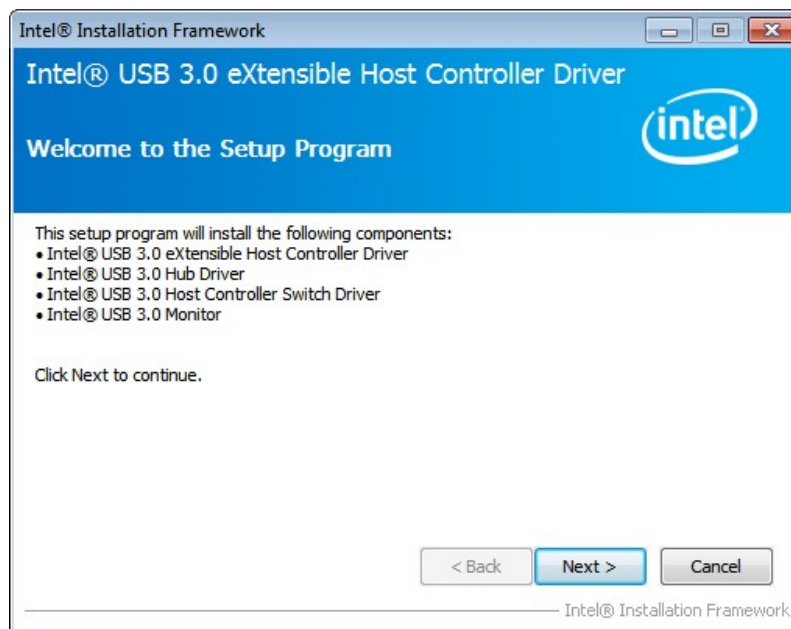 Intel® Installation Framework
Intel® USB 3.0 eXtensible Host Controller Driver
intel®
Welcome to the Setup Program
This setup program will install the following components:
• Intel® USB 3.0 eXtensible Host Controller Driver
• Intel® USB 3.0 Hub Driver
• Intel® USB 3.0 Host Controller Switch Driver
• Intel® USB 3.0 Monitor
Click Next to continue.
< Back Next > Cancel
Intel® Installation Framework